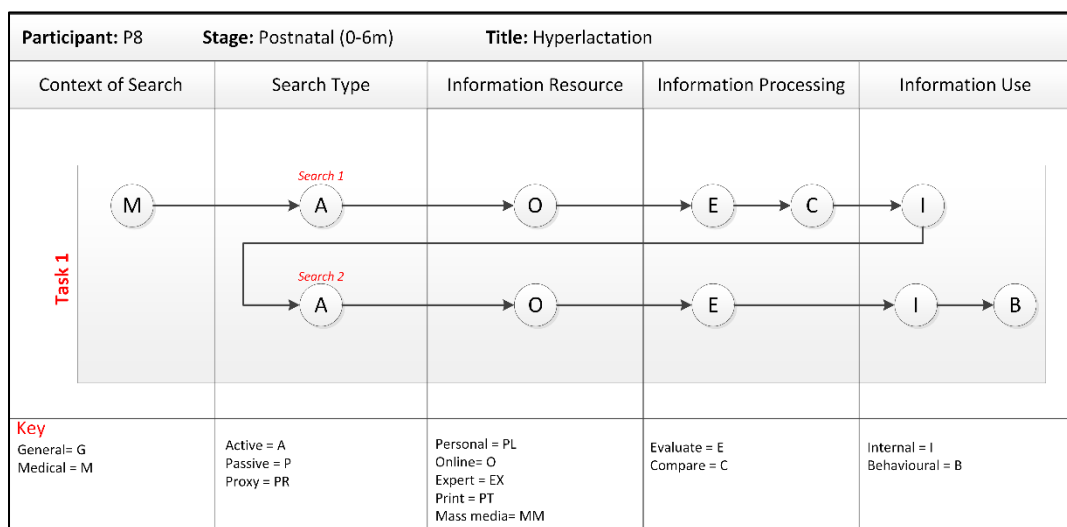 Participant: P8 Stage: Postnatal (0-6m) Title: Hyperlactation
Context of Search Search Type Information Resource Information Processing Information Use
Task 1
Search 1
M A O E C I
Search 2
A O E I B
Key
General= G
Medical = M
Active = A
Passive = P
Proxy = PR
Personal = PL
Online= O
Expert = EX
Print = PT
Mass media= MM
Evaluate = E
Compare = C
Internal = I
Behavioural = B